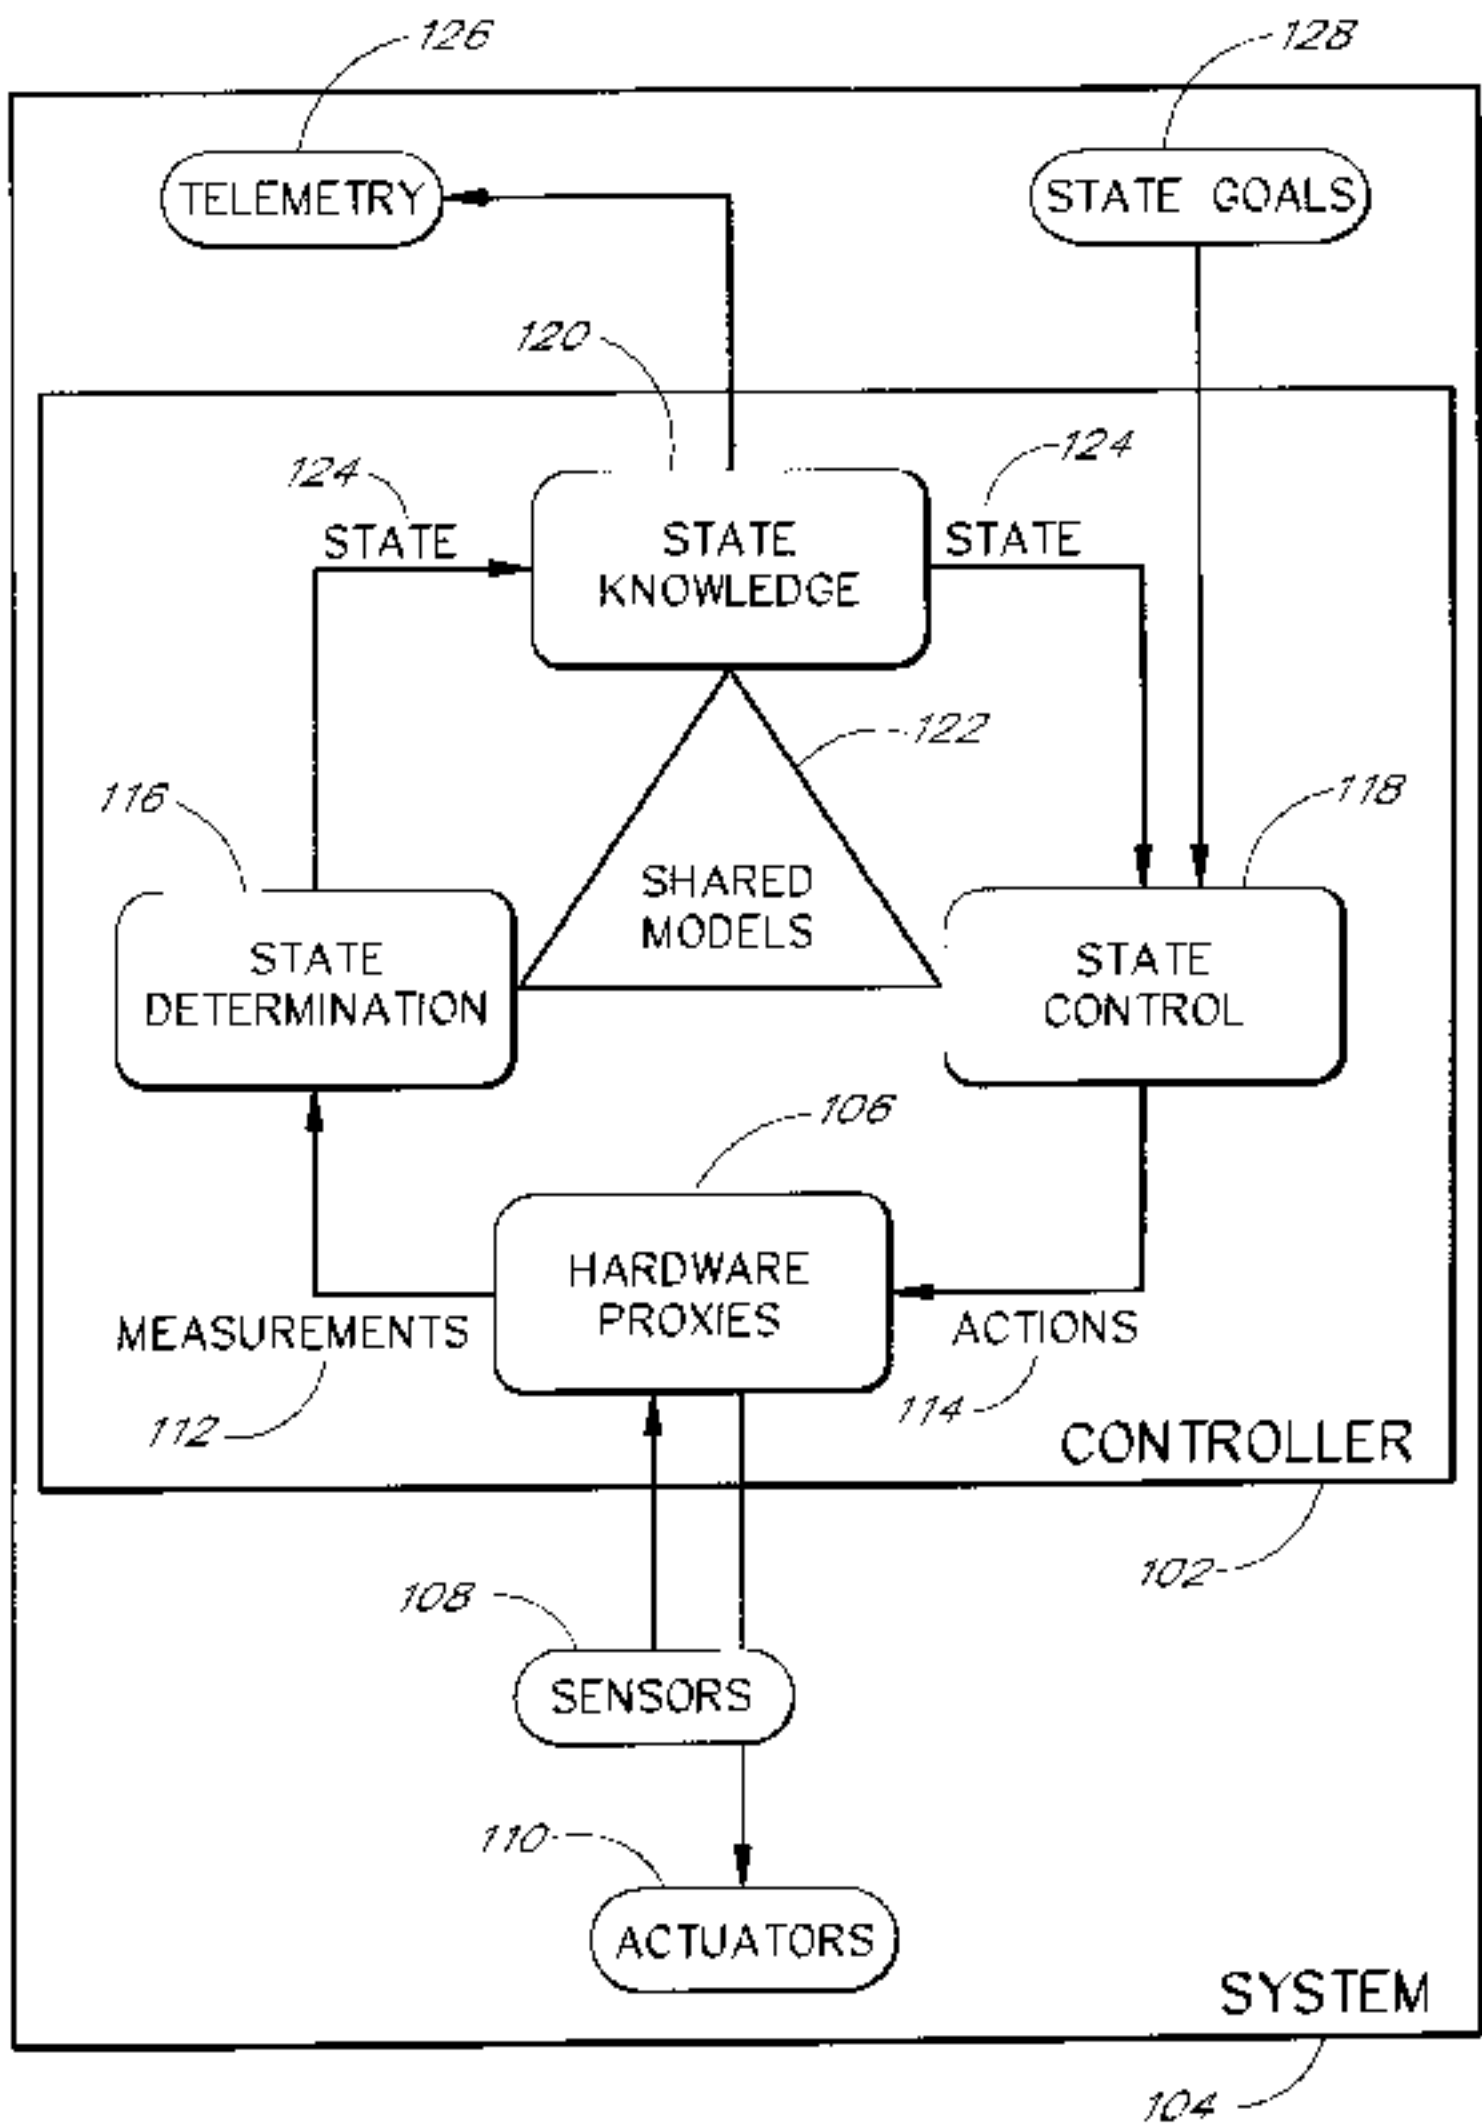 126
128
TELEMETRY
STATE GOALS
120
124
124
STATE
STATE
STATE
KNOWLEDGE
122
116
118
SHARED
MODELS
STATE
DETERMINATION
STATE
CONTROL
106
HARDWARE
PROXIES
MEASUREMENTS
ACTIONS
112
114
CONTROLLER
102
108
SENSORS
110
ACTUATORS
SYSTEM
104